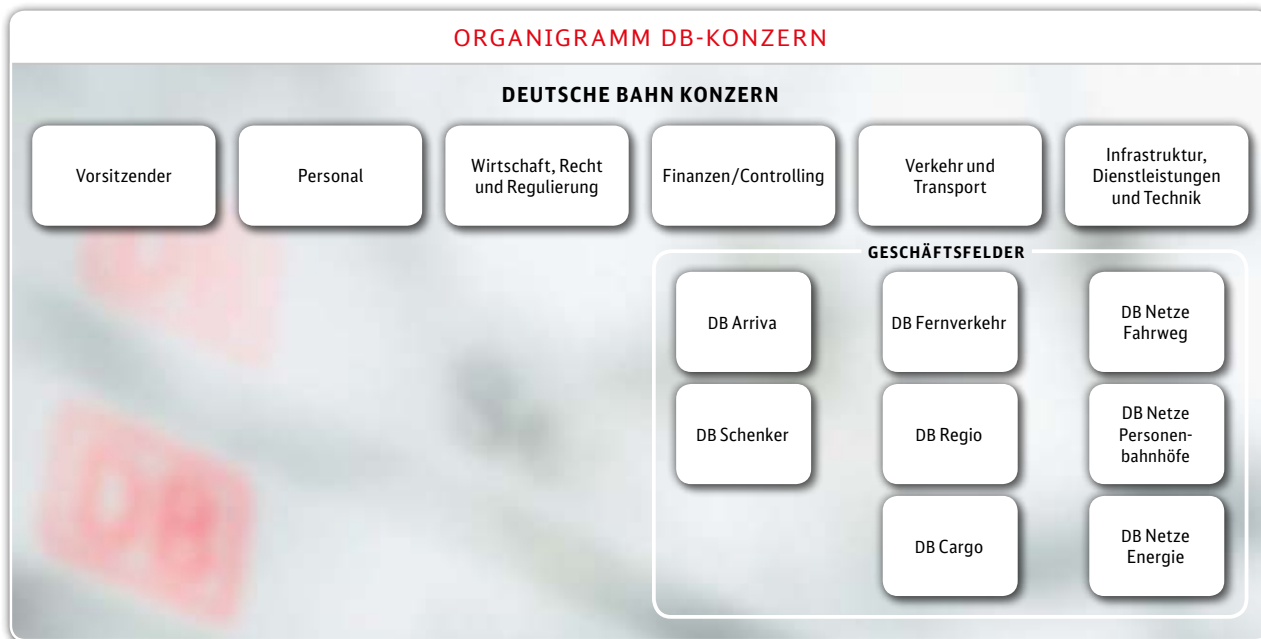 ORGANIGRAMM DB-KONZERN
DEUTSCHE BAHN KONZERN
Vorsitzender
Personal
Wirtschaft, Recht
und Regulierung
Finanzen/Controlling
Verkehr und
Transport
Infrastruktur,
Dienstleistungen
und Technik
GESCHÄFTSFELDER
DB Arriva
DB Fernverkehr
DB Netze
Fahrweg
DB Schenker
DB Regio
DB Netze
Personen-
bahnhöfe
DB Cargo
DB Netze
Energie
DB